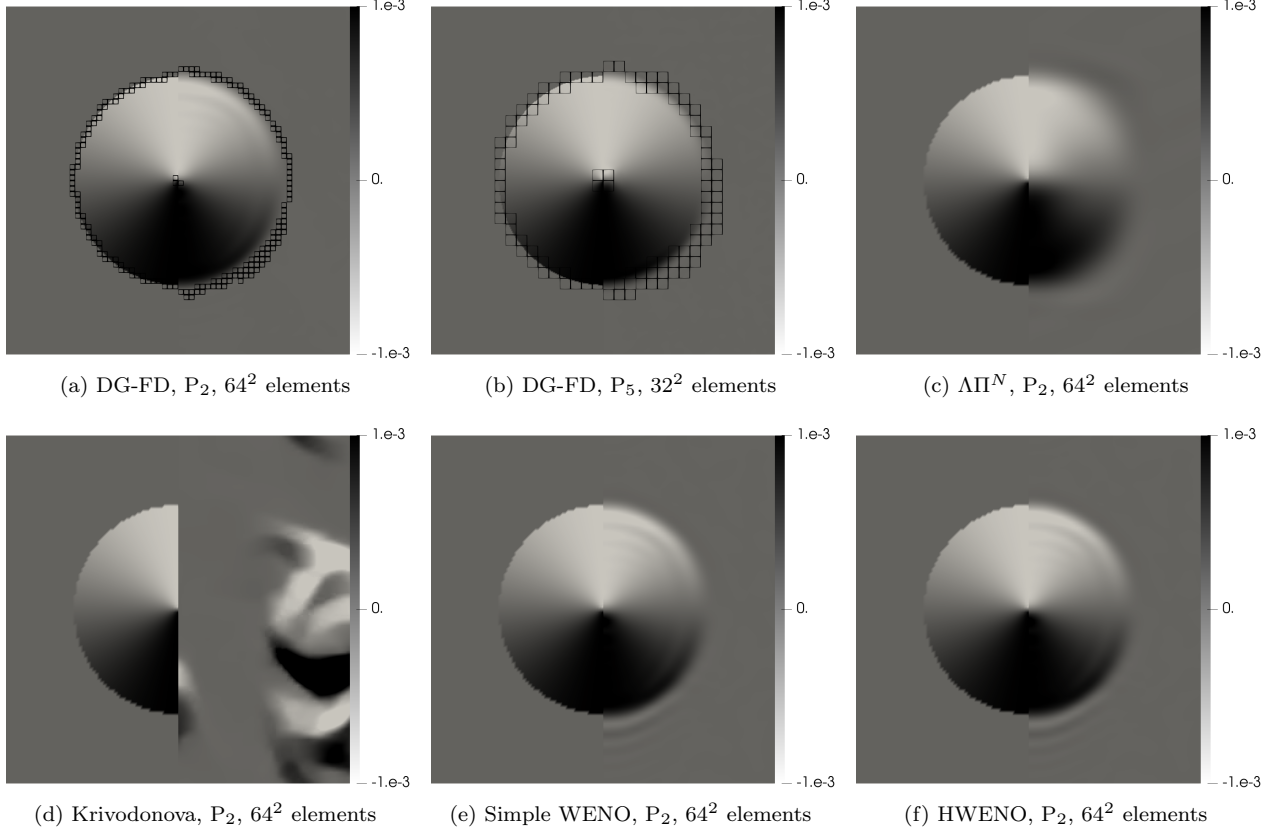 1.e-3
0.
-1.e-3
(a) DG-FD, P₂, 64² elements
1.e-3
0.
-1.e-3
(b) DG-FD, P₅, 32² elements
1.e-3
0.
-1.e-3
(c) ΛΠᴺ, P₂, 64² elements
1.e-3
0.
-1.e-3
(d) Krivodonova, P₂, 64² elements
1.e-3
0.
-1.e-3
(e) Simple WENO, P₂, 64² elements
1.e-3
0.
-1.e-3
(f) HWENO, P₂, 64² elements